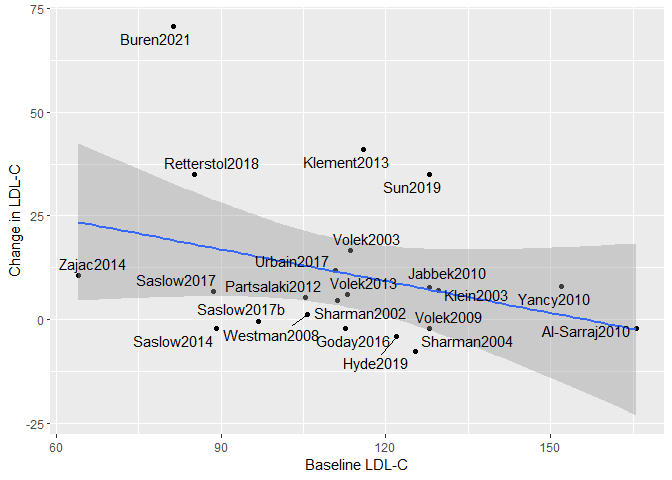 75
Buren2021
50
Retterstol2018
Klement2013
Sun2019
Change in LDL-C
25
Volek2003
Zajac2014
Urbain2017
Saslow2017
Partsalaki2012
Volek2013
Jabbek2010
Klein2003
Yancy2010
Saslow2017b
Sharman2002
Volek2009
0
Saslow2014
Westman2008
Goday2016
Sharman2004
Al-Sarraj2010
Hyde2019
-25
60
90
120
150
Baseline LDL-C